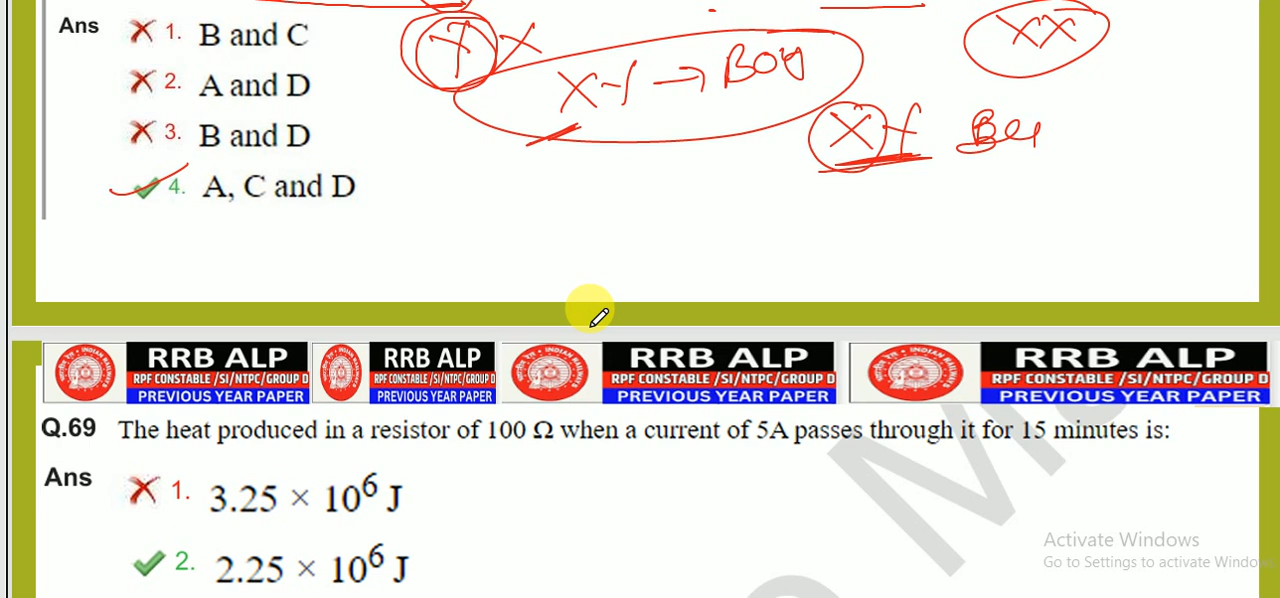 Ans 1. B and C
2. A and D
3. B and D
4. A, C and D
X X
X Y → Boy
X Y
RRB ALP RRB ALP RRB ALP RRB ALP
RPF CONSTABLE /SI/NTPC/GROUP D RPF CONSTABLE /SI/NTPC/GROUP D RPF CONSTABLE /SI/NTPC/GROUP D RPF CONSTABLE /SI/NTPC/GROUP D
PREVIOUS YEAR PAPER PREVIOUS YEAR PAPER PREVIOUS YEAR PAPER PREVIOUS YEAR PAPER
Q.69 The heat produced in a resistor of 100 Ω when a current of 5A passes through it for 15 minutes is:
Ans 1. 3.25 × 10⁶ J
2. 2.25 × 10⁶ J
Activate Windows
Go to Settings to activate Windows